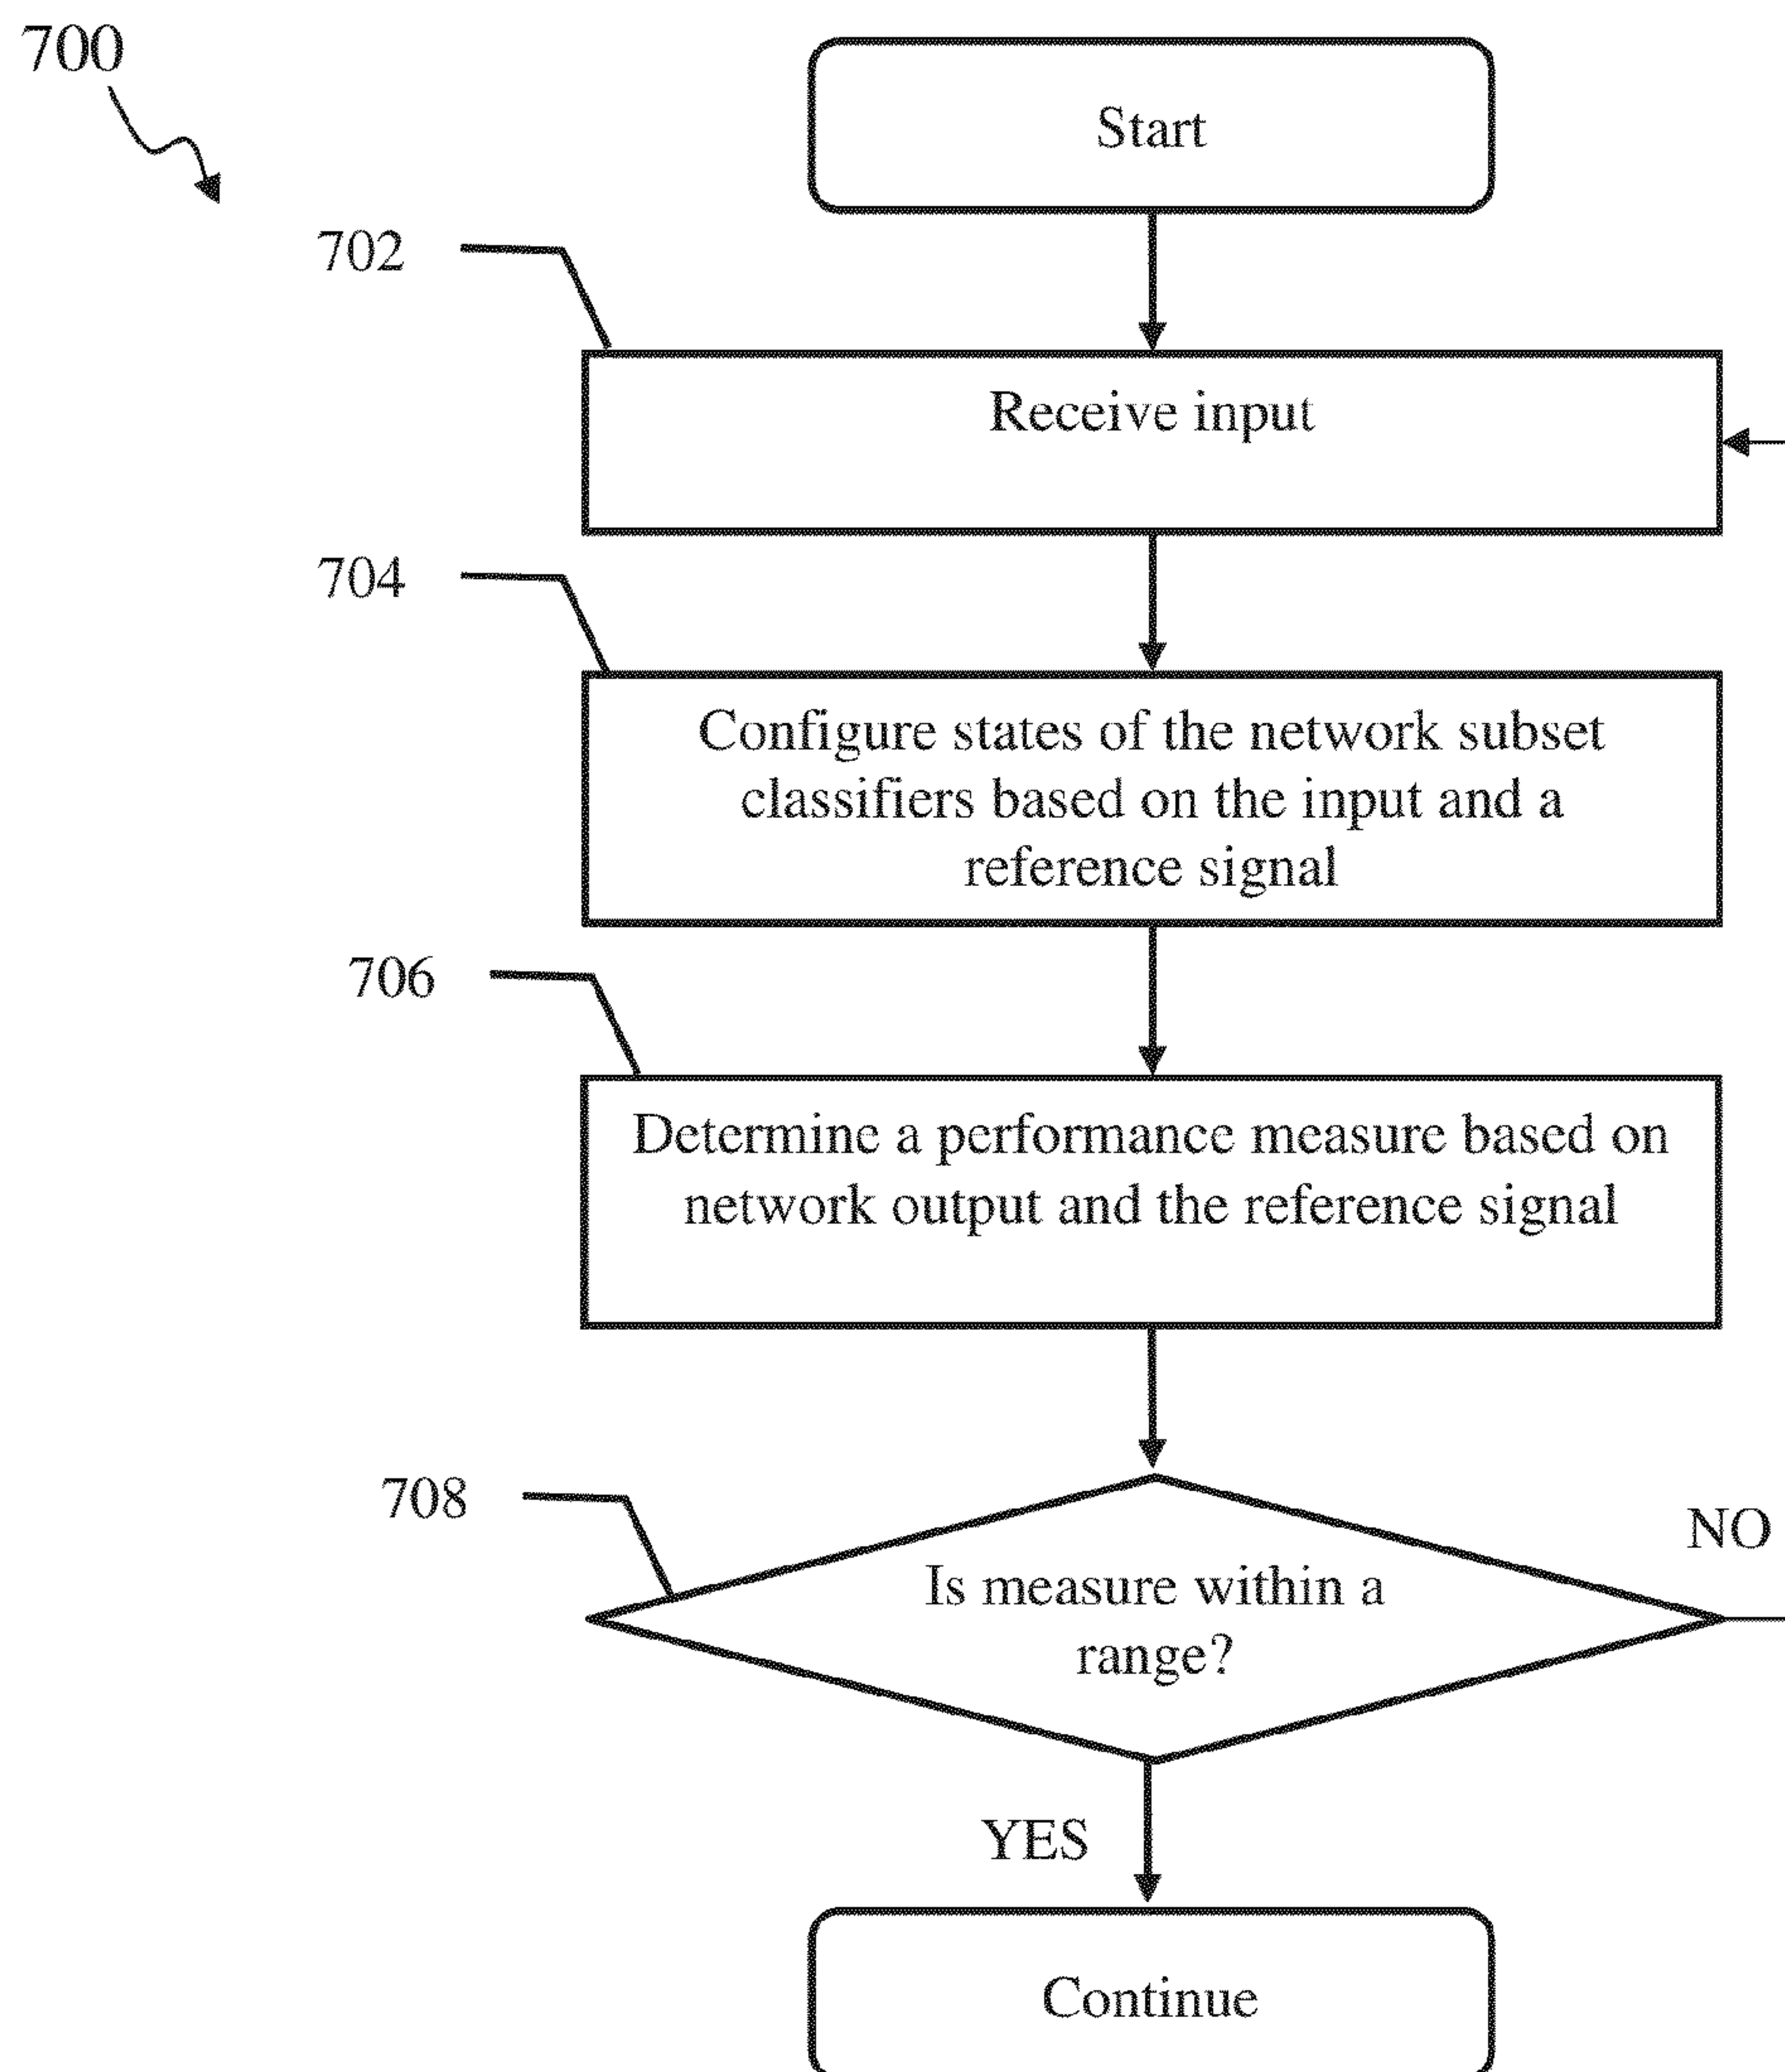 700
Start
702
Receive input
704
Configure states of the network subset
classifiers based on the input and a
reference signal
706
Determine a performance measure based on
network output and the reference signal
708
Is measure within a
range?
NO
YES
Continue